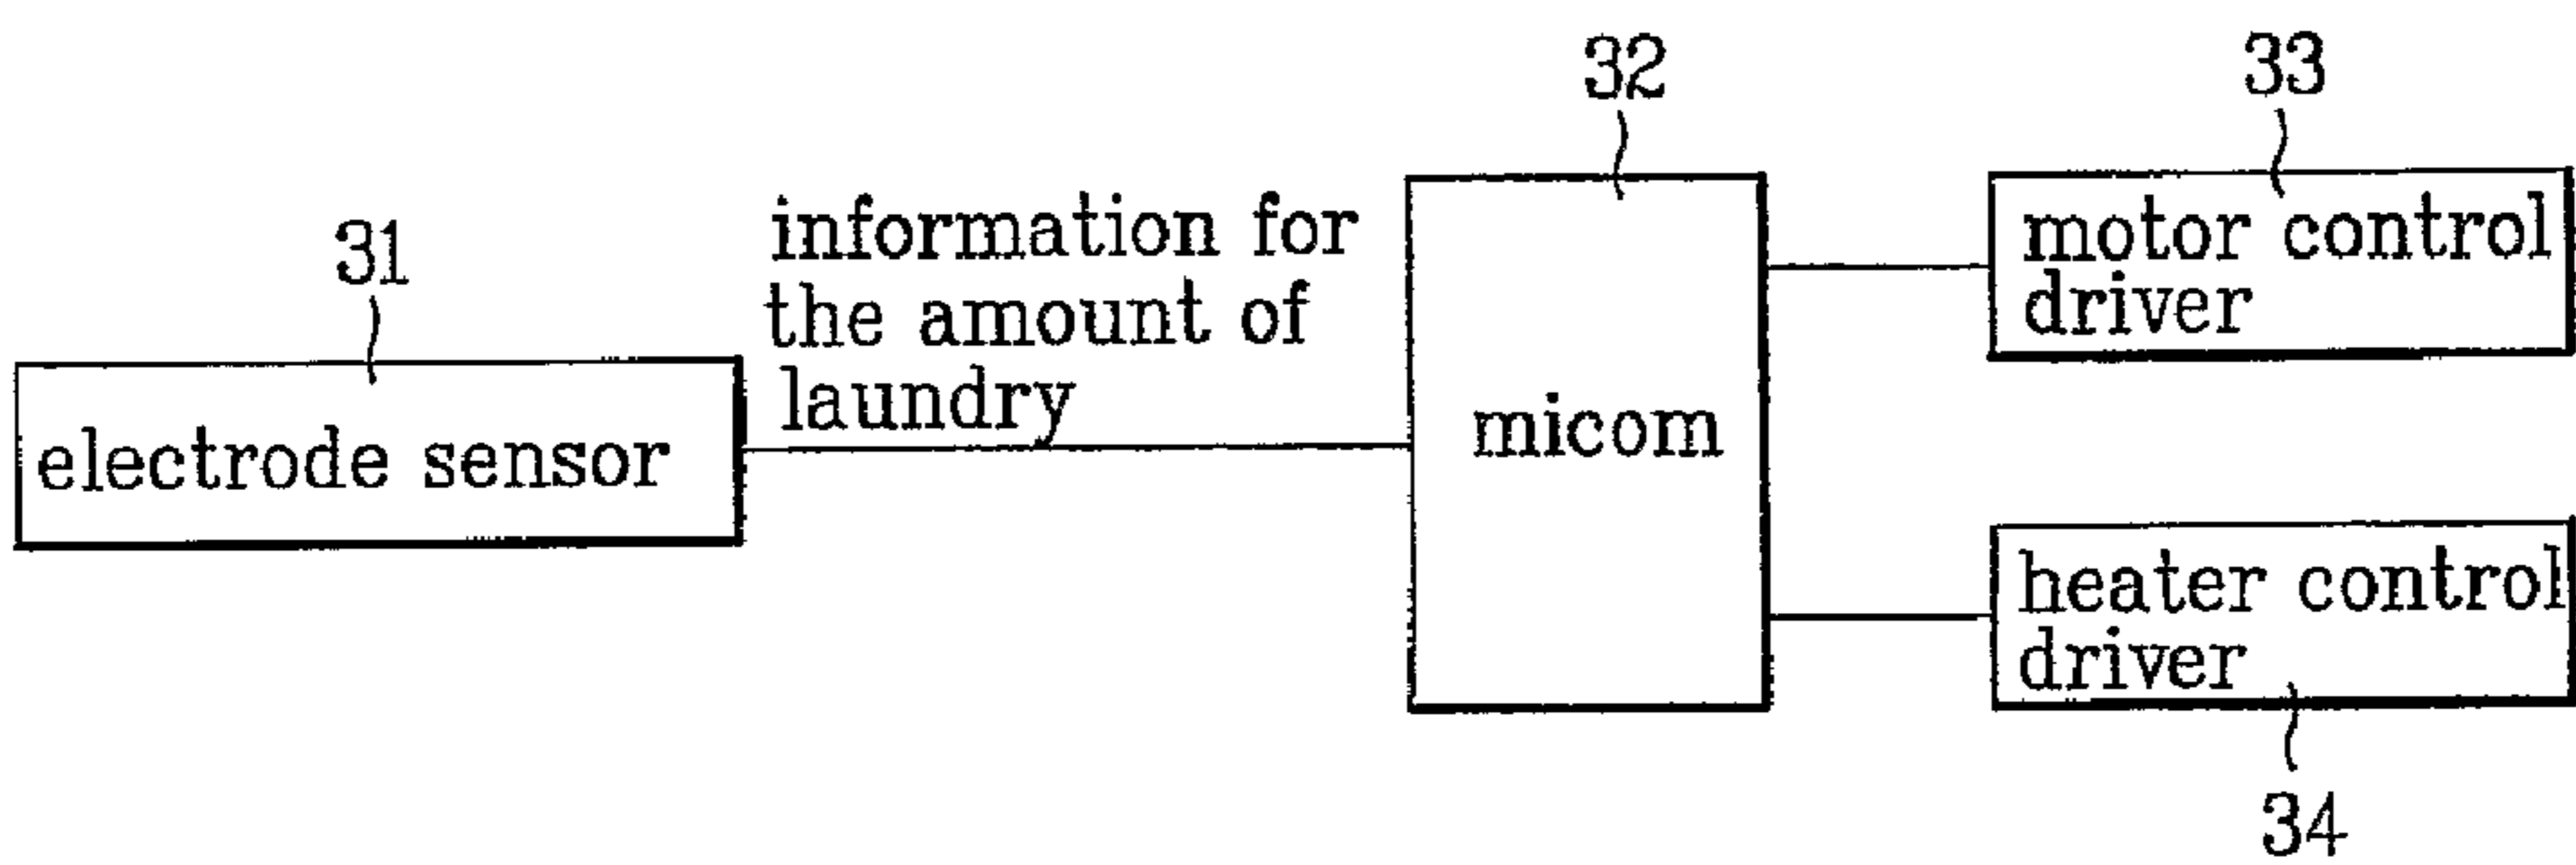 31
electrode sensor
information for
the amount of
laundry
32
micom
33
motor control
driver
heater control
driver
34